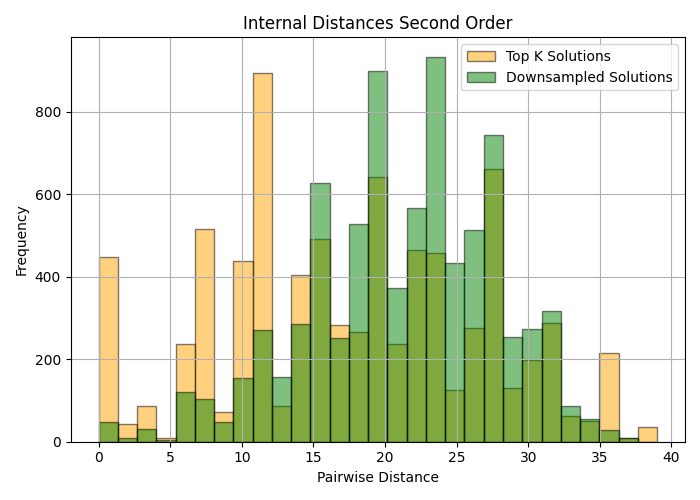 Internal Distances Second Order
Top K Solutions
Downsampled Solutions
Frequency
800
600
400
200
0
0 5 10 15 20 25 30 35 40
Pairwise Distance